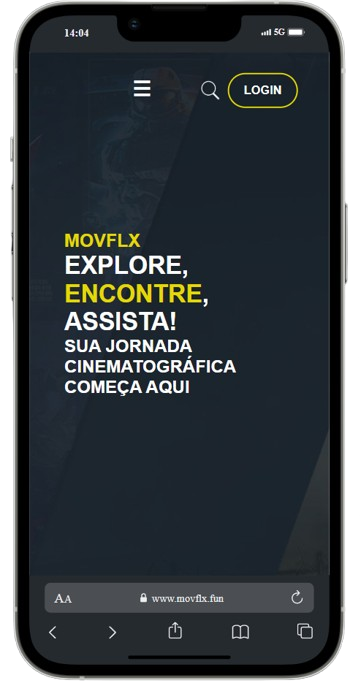 14:04 5G
LOGIN
MOVFLX
EXPLORE,
ENCONTRE,
ASSISTA!
SUA JORNADA
CINEMATOGRÁFICA
COMEÇA AQUI
AA www.movflx.fun